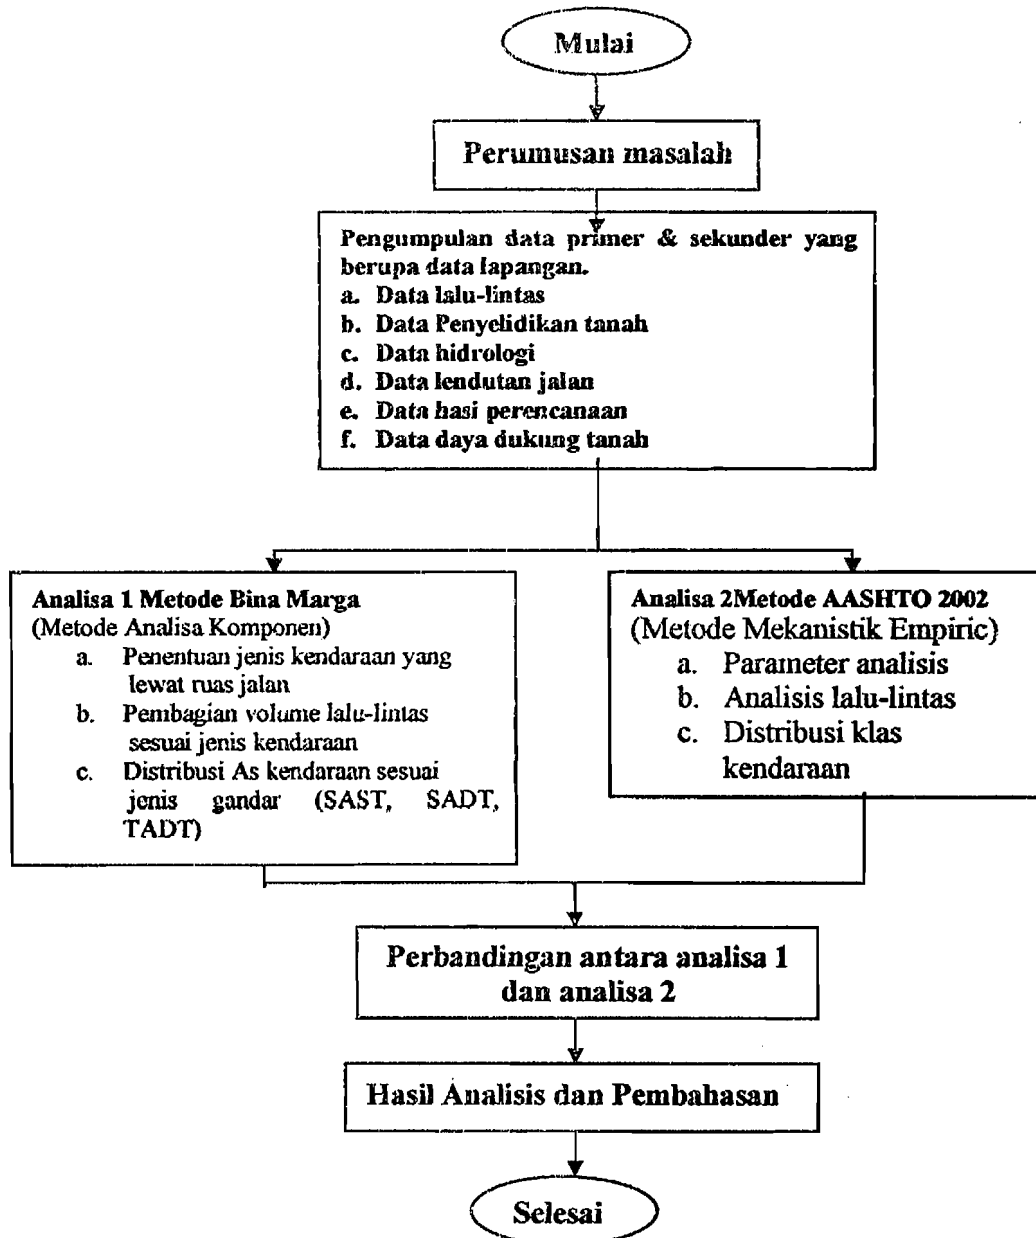 Mulai
Perumusan masalah
Pengumpulan data primer & sekunder yang
berupa data lapangan.
a. Data lalu-lintas
b. Data Penyelidikan tanah
c. Data hidrologi
d. Data lendutan jalan
e. Data hasi perencanaan
f. Data daya dukung tanah
Analisa 1 Metode Bina Marga
(Metode Analisa Komponen)
a. Penentuan jenis kendaraan yang
lewat ruas jalan
b. Pembagian volume lalu-lintas
sesuai jenis kendaraan
c. Distribusi As kendaraan sesuai
jenis gandar (SAST, SADT,
TADT)
Analisa 2Metode AASHTO 2002
(Metode Mekanistik Empiric)
a. Parameter analisis
b. Analisis lalu-lintas
c. Distribusi klas
kendaraan
Perbandingan antara analisa 1
dan analisa 2
Hasil Analisis dan Pembahasan
Selesai